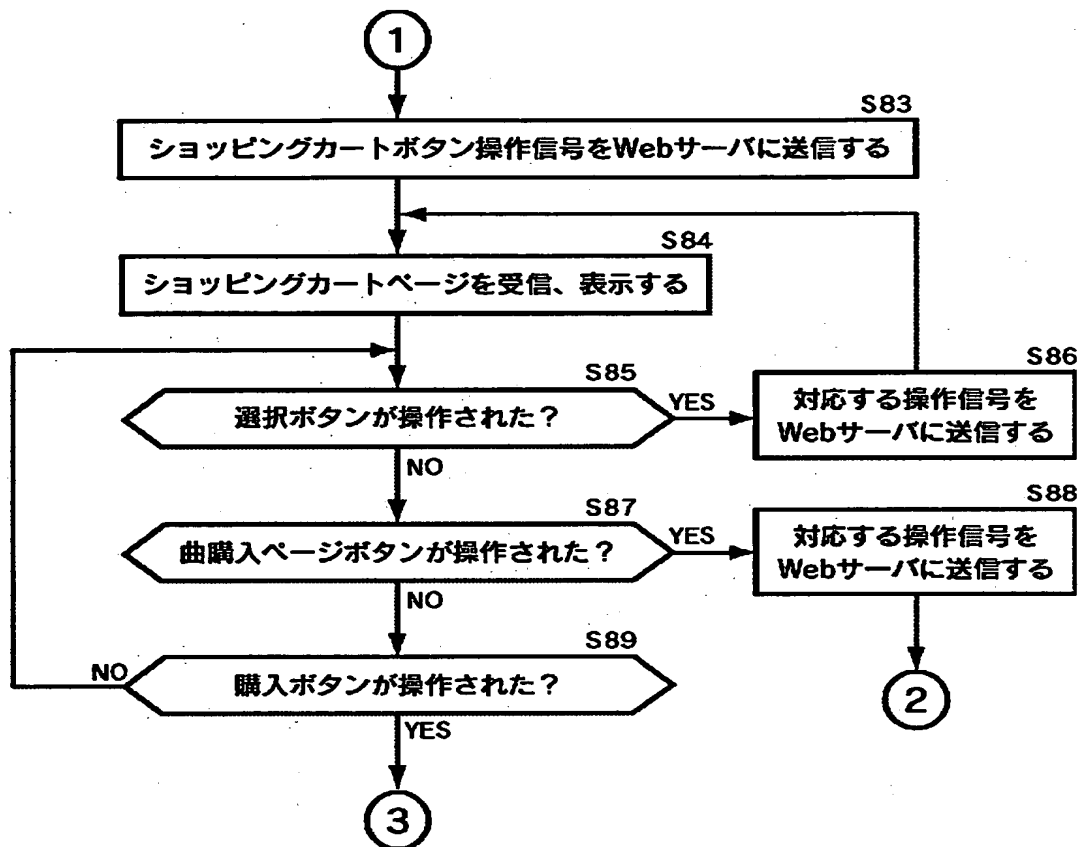 1
S83
ショッピングカートボタン操作信号をWebサーバに送信する
S84
ショッピングカートページを受信、表示する
S85
選択ボタンが操作された?
YES
S86
対応する操作信号を
Webサーバに送信する
NO
S87
曲購入ページボタンが操作された?
YES
S88
対応する操作信号を
Webサーバに送信する
NO
S89
購入ボタンが操作された?
NO
YES
2
3